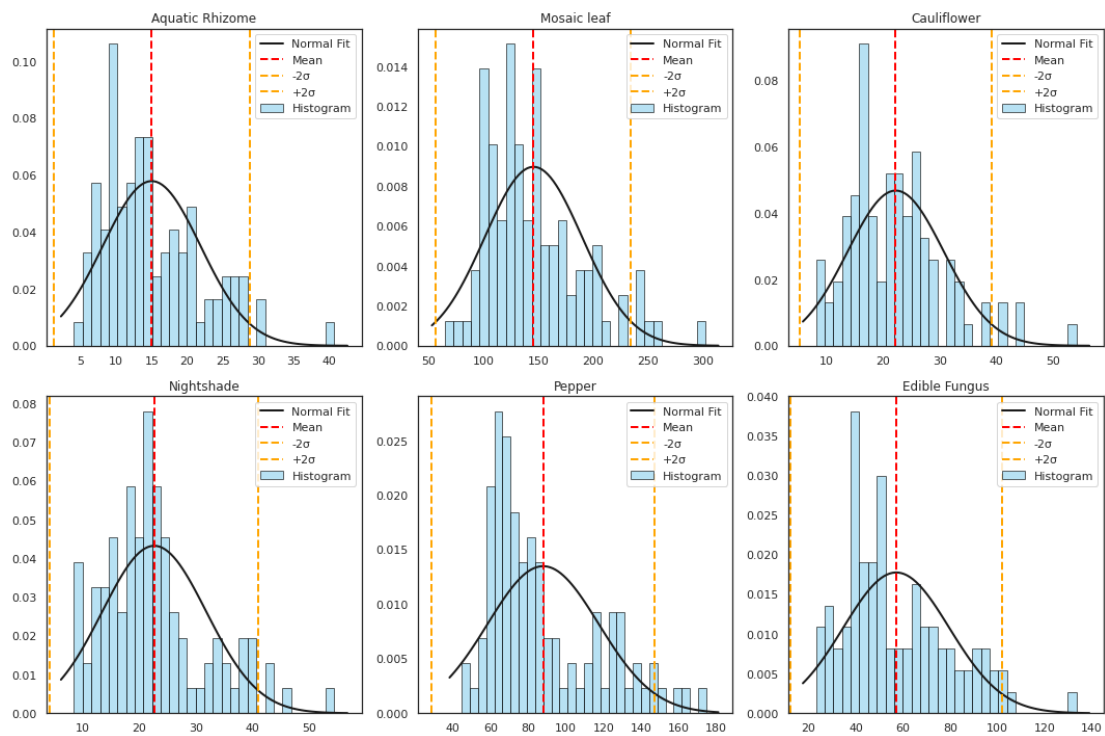 Aquatic Rhizome
Normal Fit
Mean
-2σ
+2σ
Histogram
0.10
0.08
0.06
0.04
0.02
0.00
5 10 15 20 25 30 35 40
Mosaic leaf
Normal Fit
Mean
-2σ
+2σ
Histogram
0.014
0.012
0.010
0.008
0.006
0.004
0.002
0.000
50 100 150 200 250 300
Cauliflower
Normal Fit
Mean
-2σ
+2σ
Histogram
0.08
0.06
0.04
0.02
0.00
10 20 30 40 50
Nightshade
Normal Fit
Mean
-2σ
+2σ
Histogram
0.08
0.07
0.06
0.05
0.04
0.03
0.02
0.01
0.00
10 20 30 40 50
Pepper
Normal Fit
Mean
-2σ
+2σ
Histogram
0.025
0.020
0.015
0.010
0.005
0.000
40 60 80 100 120 140 160 180
Edible Fungus
Normal Fit
Mean
-2σ
+2σ
Histogram
0.040
0.035
0.030
0.025
0.020
0.015
0.010
0.005
0.000
20 40 60 80 100 120 140